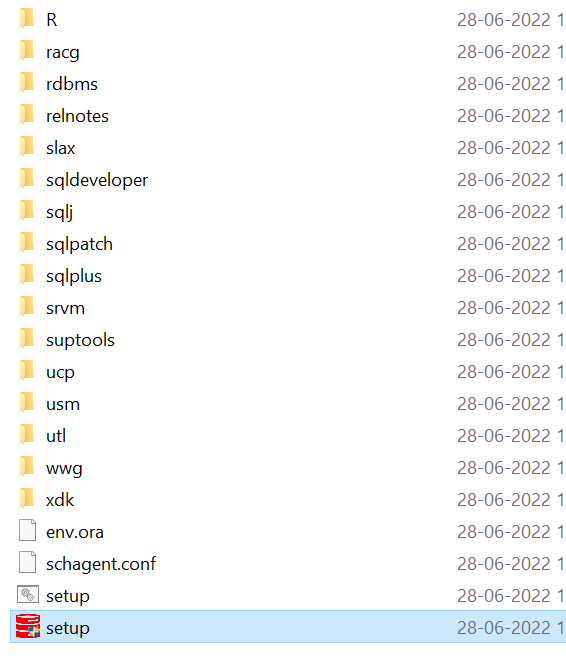 R 28-06-2022 1
racg 28-06-2022 1
rdbms 28-06-2022 1
relnotes 28-06-2022 1
slax 28-06-2022 1
sqldeveloper 28-06-2022 1
sqlj 28-06-2022 1
sqlpatch 28-06-2022 1
sqlplus 28-06-2022 1
srvm 28-06-2022 1
suptools 28-06-2022 1
ucp 28-06-2022 1
usm 28-06-2022 1
utl 28-06-2022 1
wwg 28-06-2022 1
xdk 28-06-2022 1
env.ora 28-06-2022 1
schagent.conf 28-06-2022 1
setup 28-06-2022 1
setup 28-06-2022 1